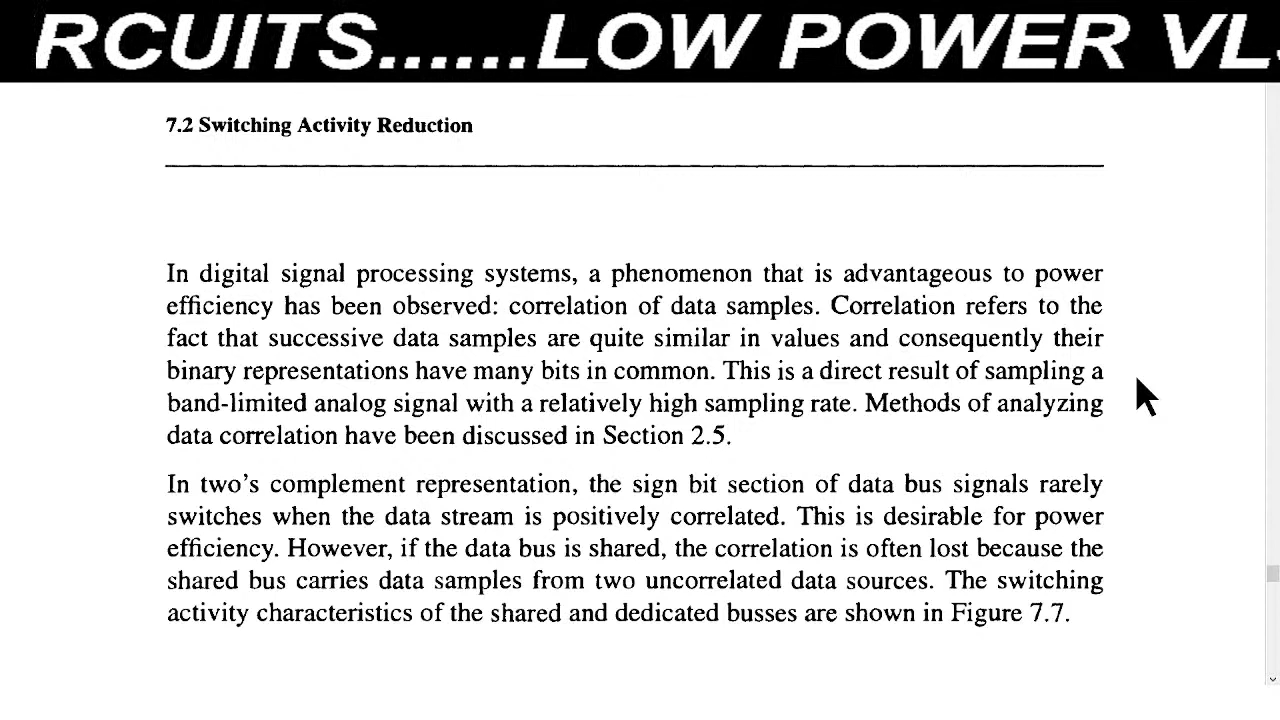 RCUITS......LOW POWER VL
7.2 Switching Activity Reduction
In digital signal processing systems, a phenomenon that is advantageous to power
efficiency has been observed: correlation of data samples. Correlation refers to the
fact that successive data samples are quite similar in values and consequently their
binary representations have many bits in common. This is a direct result of sampling a
band-limited analog signal with a relatively high sampling rate. Methods of analyzing
data correlation have been discussed in Section 2.5.
In two's complement representation, the sign bit section of data bus signals rarely
switches when the data stream is positively correlated. This is desirable for power
efficiency. However, if the data bus is shared, the correlation is often lost because the
shared bus carries data samples from two uncorrelated data sources. The switching
activity characteristics of the shared and dedicated busses are shown in Figure 7.7.